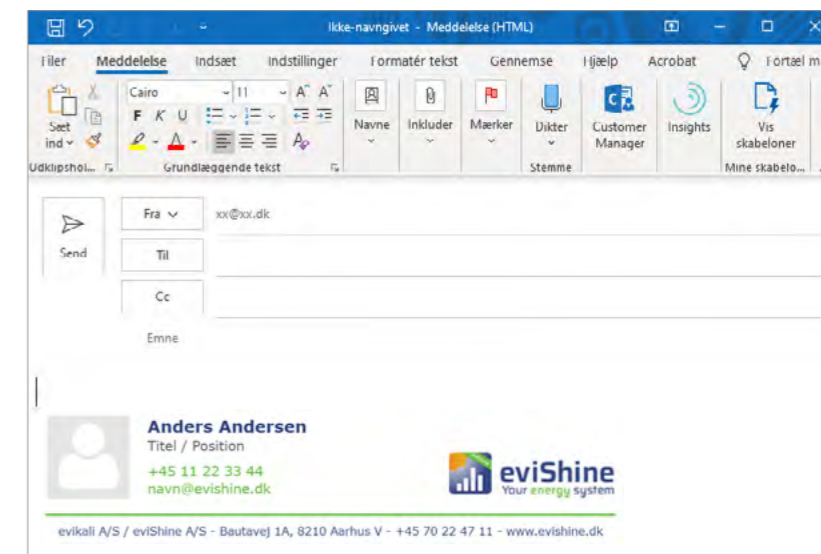 Ikke-navngivet - Meddelelse (HTML)
Filer Meddelelse Indsæt Indstillinger Formatér tekst Gennemse Hjælp Acrobat Fortæl m
Cairo 11 A A
F K U
Sæt ind
Navne Inkluder Mærker Dikter Customer Manager Insights Vis skabeloner
Udklipshol... Grundlæggende tekst Stemme Mine skabelo...
Fra xx@xx.dk
Send Til
Cc
Emne
Anders Andersen
Titel / Position
+45 11 22 33 44
navn@evishine.dk
eviShine
Your energy system
evikali A/S / eviShine A/S - Bautavej 1A, 8210 Aarhus V - +45 70 22 47 11 - www.evishine.dk